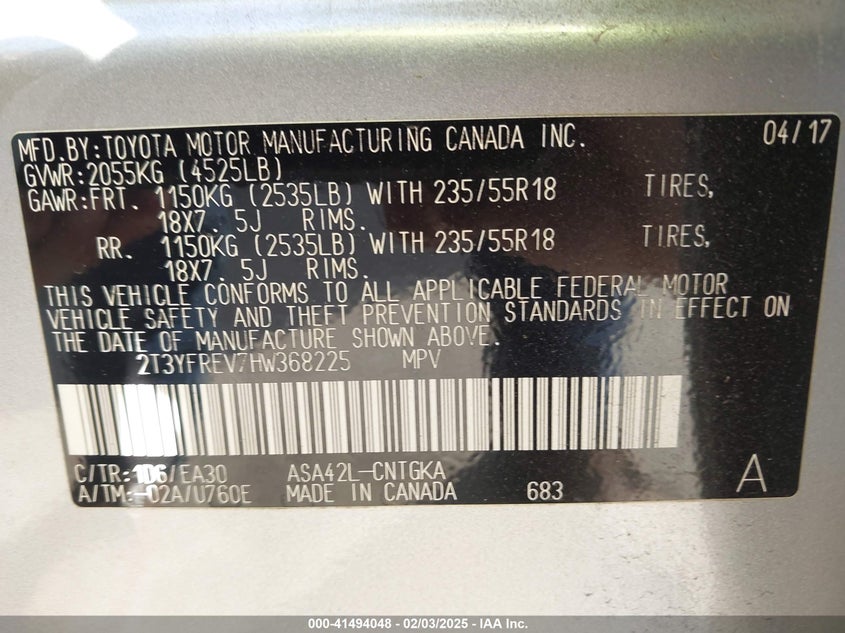 MFD.BY:TOYOTA MOTOR MANUFACTURING CANADA INC. 04/17
GVWR:2055KG (4525LB)
GAWR:FRT. 1150KG (2535LB) WITH 235/55R18 TIRES,
18X7. 5J RIMS.
RR. 1150KG (2535LB) WITH 235/55R18 TIRES,
18X7. 5J RIMS.
THIS VEHICLE CONFORMS TO ALL APPLICABLE FEDERAL MOTOR
VEHICLE SAFETY AND THEFT PREVENTION STANDARDS IN EFFECT ON
THE DATE OF MANUFACTURE SHOWN ABOVE.
2T3YFREV7HW368225 MPV
C/TR:1D6/EA30 ASA42L-CNTGKA
A/TM:-02A/U760E MADE IN CANADA 683 A
000-41494048 - 02/03/2025 - IAA Inc.